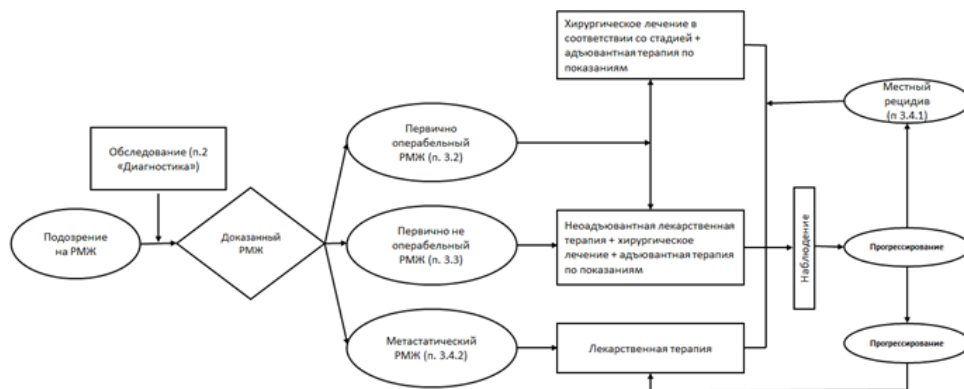 Хирургическое лечение в
соответствии со стадией +
адъювантная терапия по
показаниям
Местный
рецидив
(п 3.4.1)
Первично
операбельный
РМЖ (п. 3.2)
Обследование (п.2
«Диагностика»)
Подозрение
на РМЖ
Доказанный
РМЖ
Первично не
операбельный
РМЖ (п. 3.3)
Неоадъювантная лекарственная
терапия + хирургическое
лечение + адъювантная терапия
по показаниям
Наблюдение
Прогрессирование
Метастатический
РМЖ (п. 3.4.2)
Лекарственная терапия
Прогрессирование